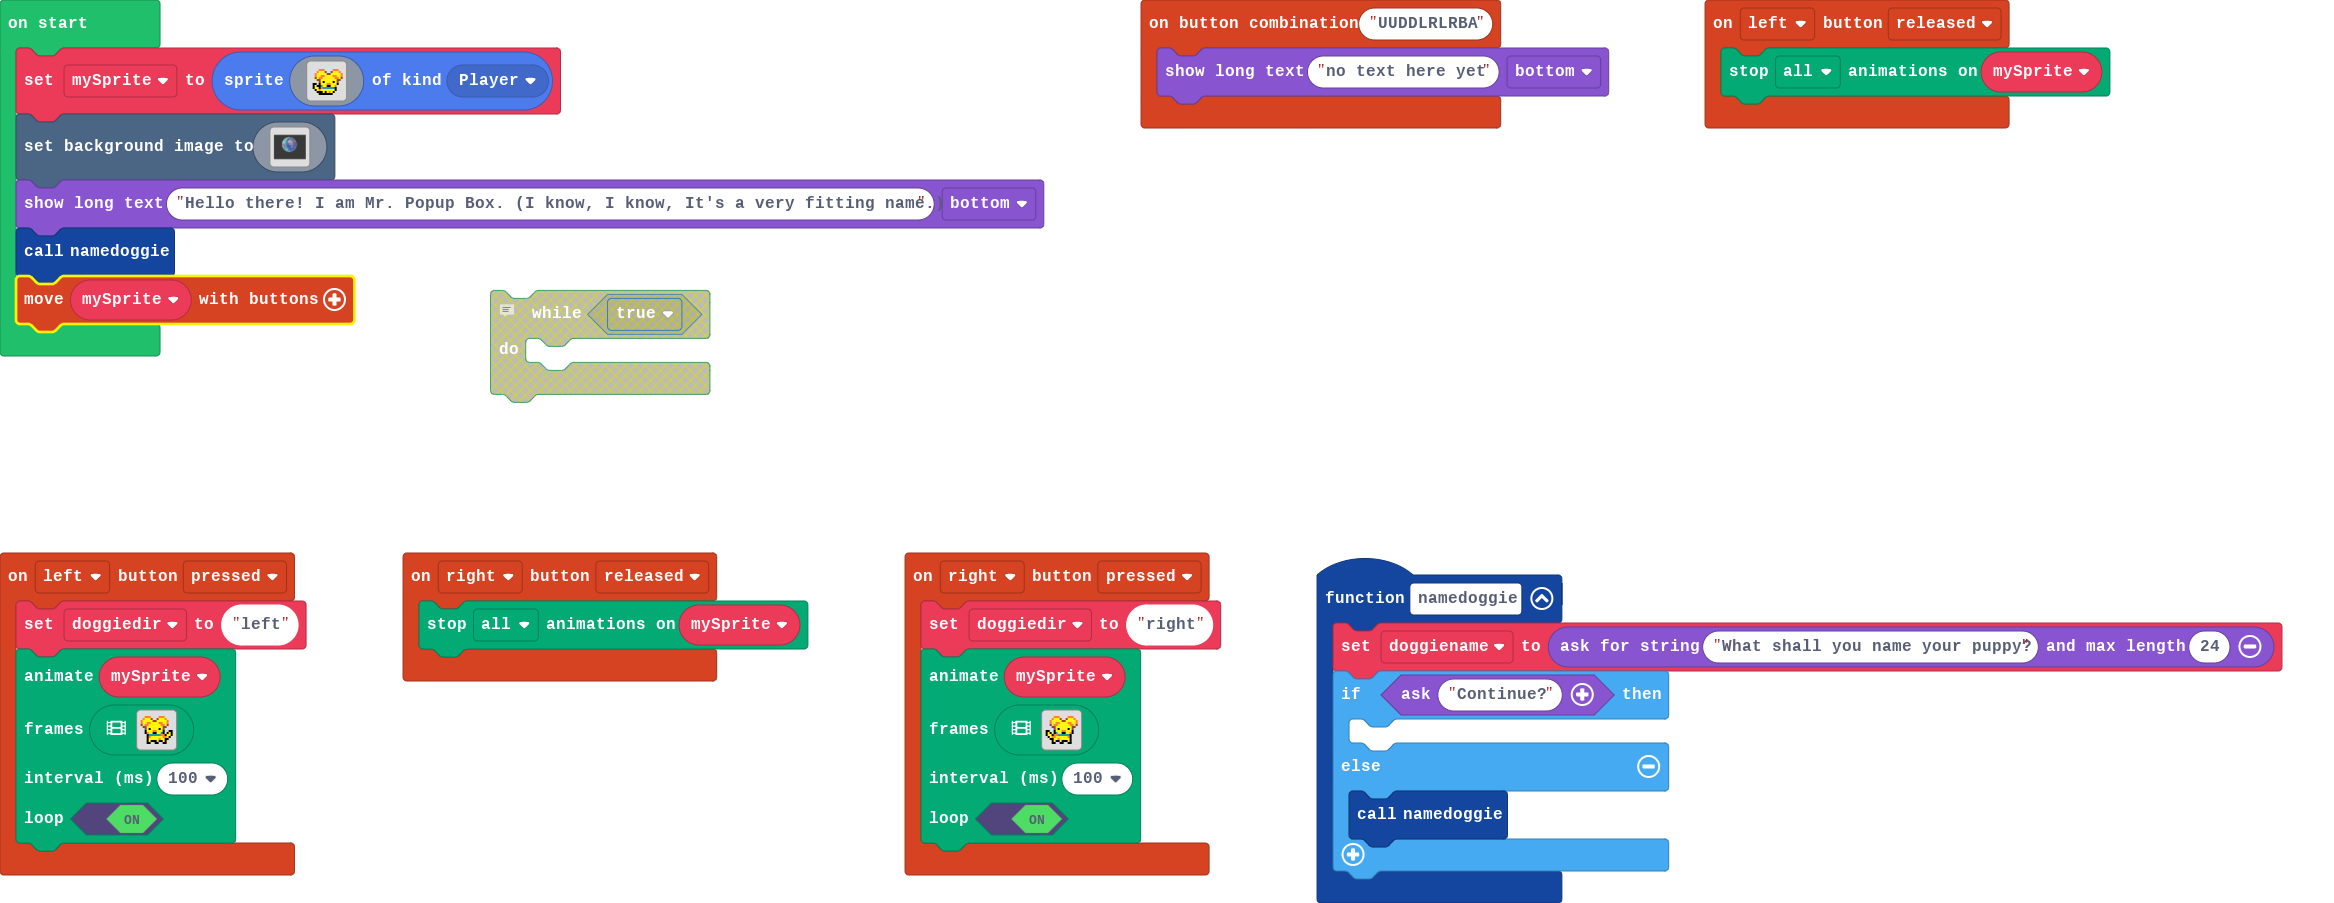 on start
set mySprite to sprite of kind Player
set background image to
show long text "Hello there! I am Mr. Popup Box. (I know, I know, It's a very fitting name.)" bottom
call namedoggie
move mySprite with buttons
while true
do
on button combination "UUDDLRLRBA"
show long text "no text here yet" bottom
on left button released
stop all animations on mySprite
on left button pressed
set doggiedir to "left"
animate mySprite
frames
interval (ms) 100
loop ON
on right button released
stop all animations on mySprite
on right button pressed
set doggiedir to "right"
animate mySprite
frames
interval (ms) 100
loop ON
function namedoggie
set doggiename to ask for string "What shall you name your puppy?" and max length 24
if ask "Continue?" then
else
call namedoggie